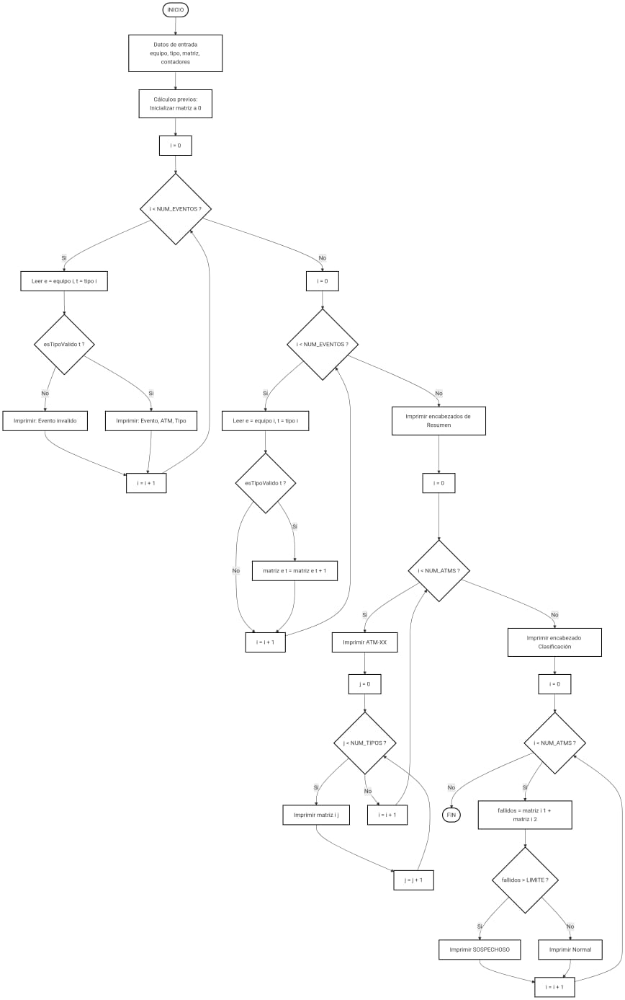 INICIO
Datos de entrada
equipo, tipo, matriz,
contadores
Cálculos previos:
Inicializar matriz a 0
i = 0
i < NUM_EVENTOS ?
Si
No
Leer e = equipo i, t = tipo i
i = 0
esTipoValido t ?
i < NUM_EVENTOS ?
No
Si
Si
No
Imprimir: Evento invalido
Imprimir: Evento, ATM, Tipo
Leer e = equipo i, t = tipo i
Imprimir encabezados de
Resumen
i = i + 1
esTipoValido t ?
i = 0
Si
No
matriz e t = matriz e t + 1
i < NUM_ATMS ?
i = i + 1
Si
No
Imprimir ATM-XX
Imprimir encabezado
Clasificación
j = 0
i = 0
j < NUM_TIPOS ?
i < NUM_ATMS ?
Si
No
No
Si
Imprimir matriz i j
i = i + 1
FIN
fallidos = matriz i 1 +
matriz i 2
j = j + 1
fallidos > LIMITE ?
Si
No
Imprimir SOSPECHOSO
Imprimir Normal
i = i + 1